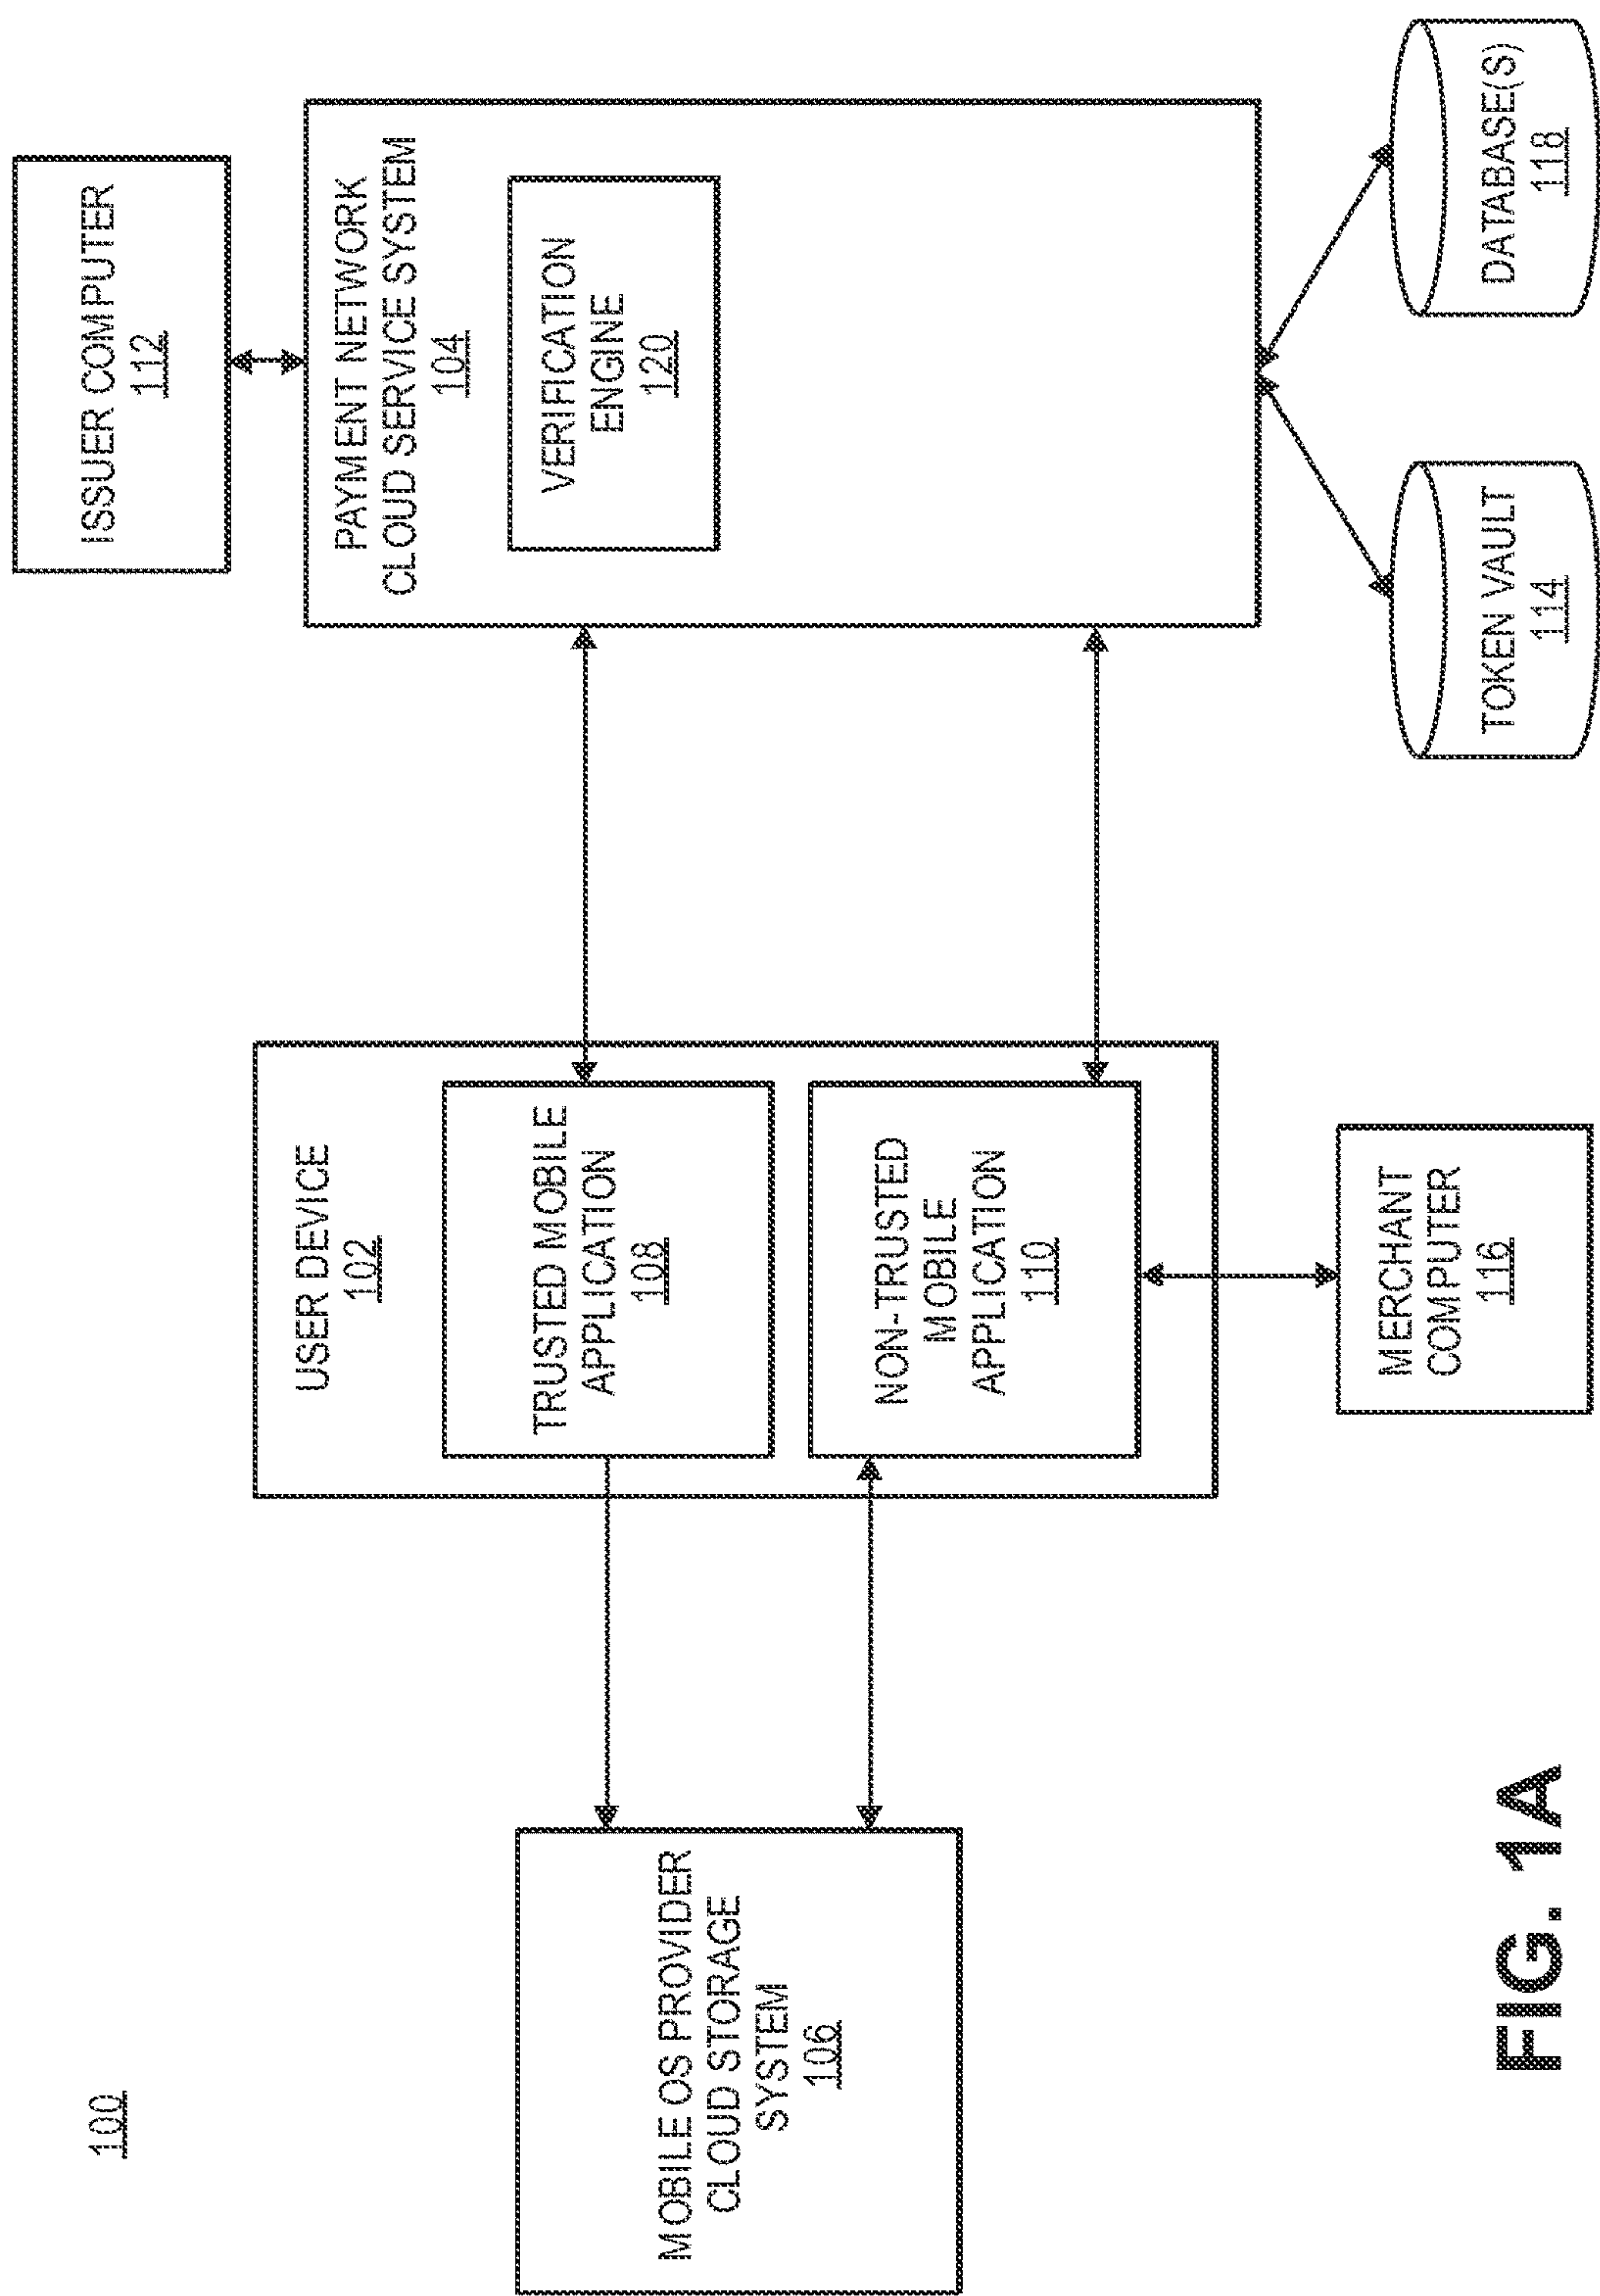 100
ISSUER COMPUTER
112
PAYMENT NETWORK
CLOUD SERVICE SYSTEM
104
VERIFICATION
ENGINE
120
USER DEVICE
102
TRUSTED MOBILE
APPLICATION
108
NON-TRUSTED
MOBILE
APPLICATION
110
MOBILE OS PROVIDER
CLOUD STORAGE
SYSTEM
106
MERCHANT
COMPUTER
116
TOKEN VAULT
114
DATABASE(S)
118
FIG. 1A